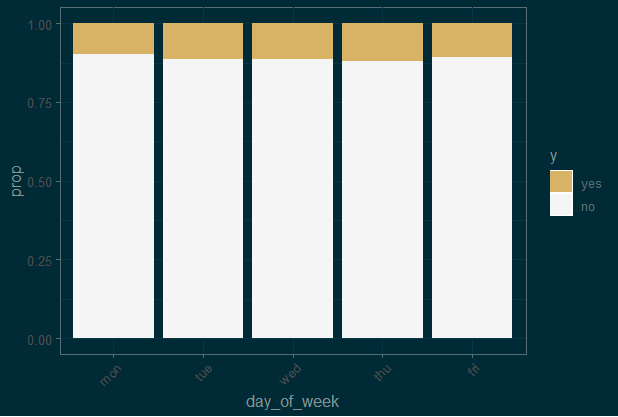 1.00
0.75
0.50
0.25
0.00
prop
mon
tue
wed
thu
fri
day_of_week
y
yes
no